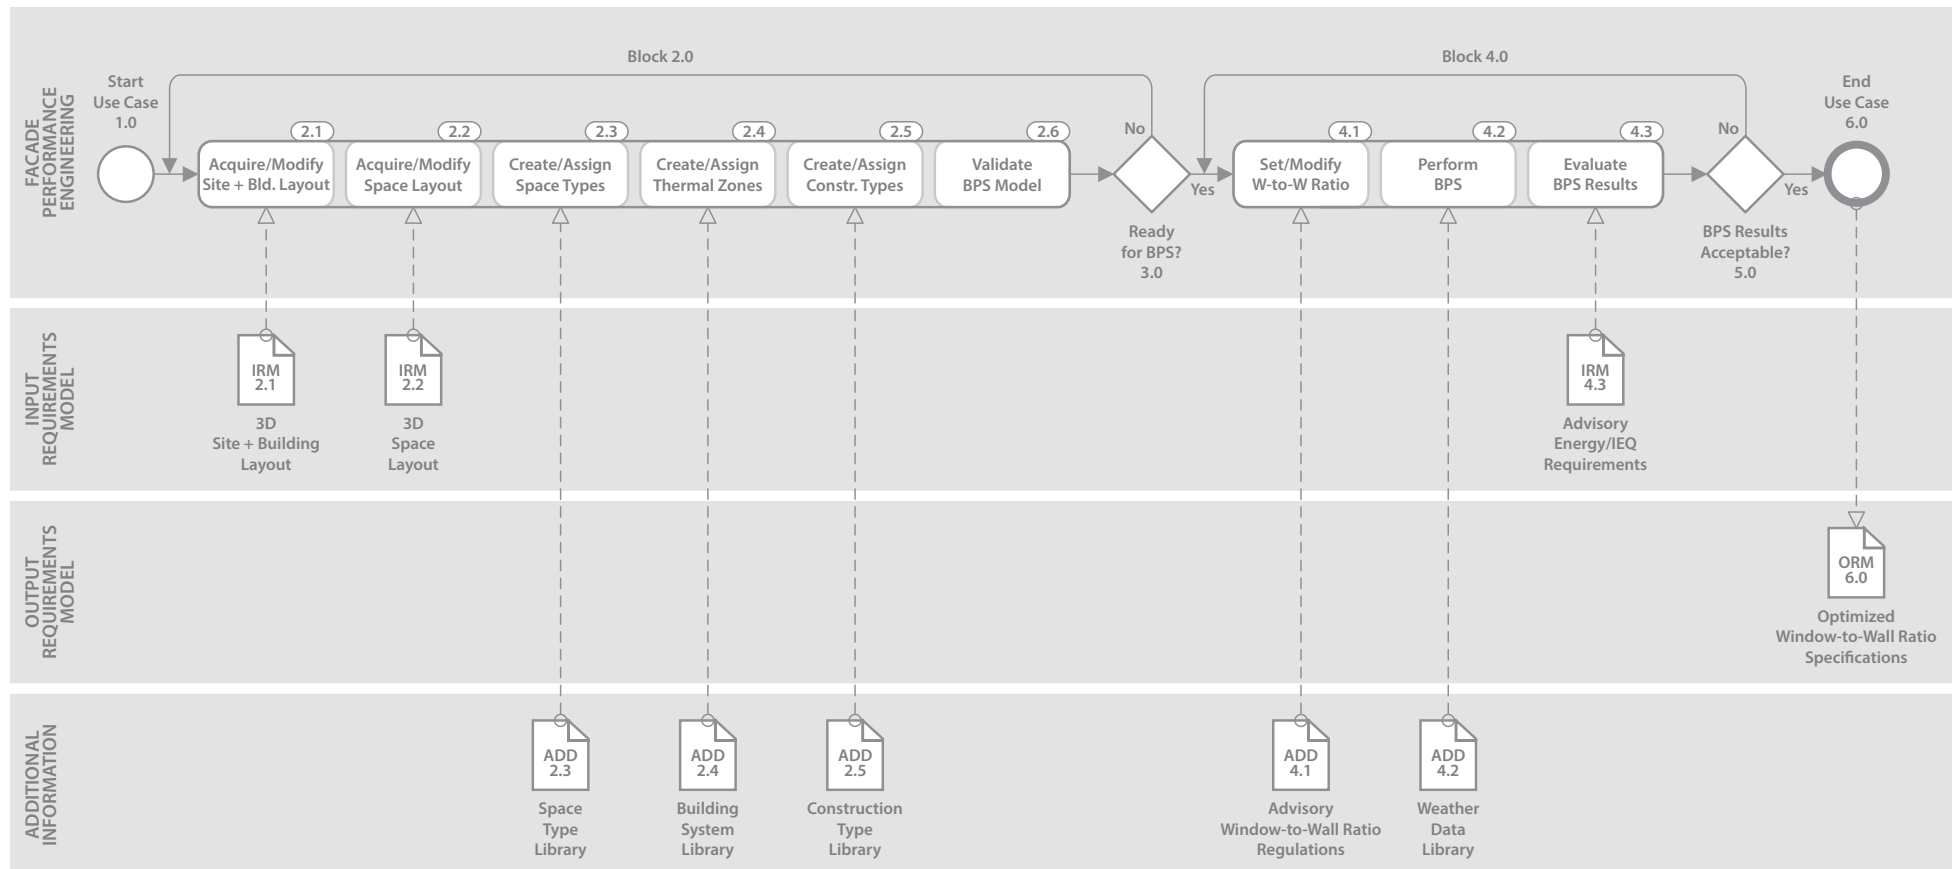 FACADE
PERFORMANCE
ENGINEERING
Block 2.0
Block 4.0
Start
Use Case
1.0
End
Use Case
6.0
2.1
2.2
2.3
2.4
2.5
2.6
4.1
4.2
4.3
Acquire/Modify
Site + Bld. Layout
Acquire/Modify
Space Layout
Create/Assign
Space Types
Create/Assign
Thermal Zones
Create/Assign
Constr. Types
Validate
BPS Model
No
Yes
Ready
for BPS?
3.0
Set/Modify
W-to-W Ratio
Perform
BPS
Evaluate
BPS Results
No
Yes
BPS Results
Acceptable?
5.0
INPUT
REQUIREMENTS
MODEL
IRM
2.1
3D
Site + Building
Layout
IRM
2.2
3D
Space
Layout
IRM
4.3
Advisory
Energy/IEQ
Requirements
OUTPUT
REQUIREMENTS
MODEL
ORM
6.0
Optimized
Window-to-Wall Ratio
Specifications
ADDITIONAL
INFORMATION
ADD
2.3
Space
Type
Library
ADD
2.4
Building
System
Library
ADD
2.5
Construction
Type
Library
ADD
4.1
Advisory
Window-to-Wall Ratio
Regulations
ADD
4.2
Weather
Data
Library